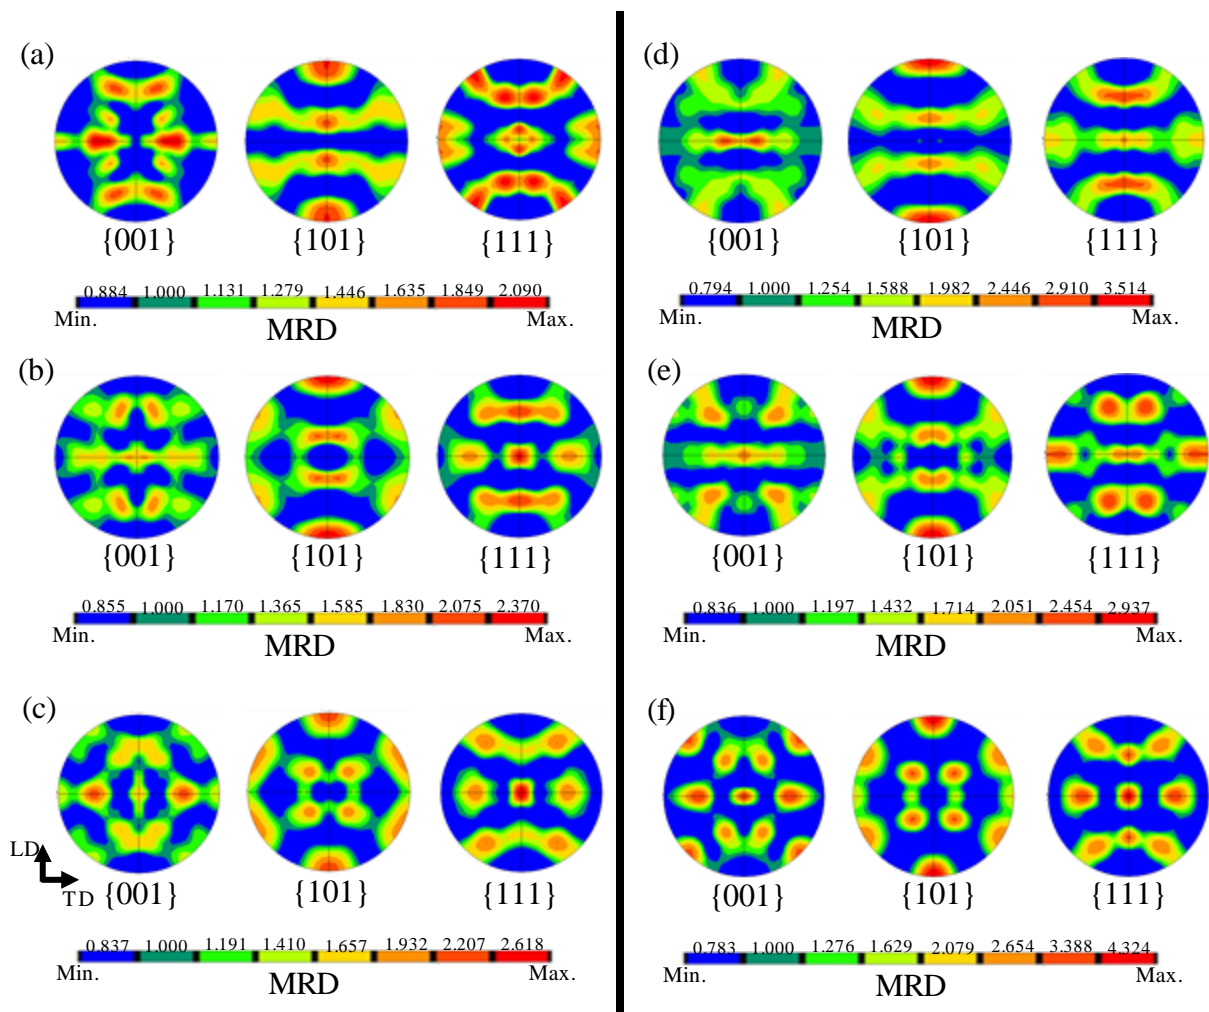 (a)
{001} {101} {111}
0.884 1.000 1.131 1.279 1.446 1.635 1.849 2.090
Min. Max.
MRD
(b)
{001} {101} {111}
0.855 1.000 1.170 1.365 1.585 1.830 2.075 2.370
Min. Max.
MRD
(c)
LD
TD {001} {101} {111}
0.837 1.000 1.191 1.410 1.657 1.932 2.207 2.618
Min. Max.
MRD
(d)
{001} {101} {111}
0.794 1.000 1.254 1.588 1.982 2.446 2.910 3.514
Min. Max.
MRD
(e)
{001} {101} {111}
0.836 1.000 1.197 1.432 1.714 2.051 2.454 2.937
Min. Max.
MRD
(f)
{001} {101} {111}
0.783 1.000 1.276 1.629 2.079 2.654 3.388 4.324
Min. Max.
MRD